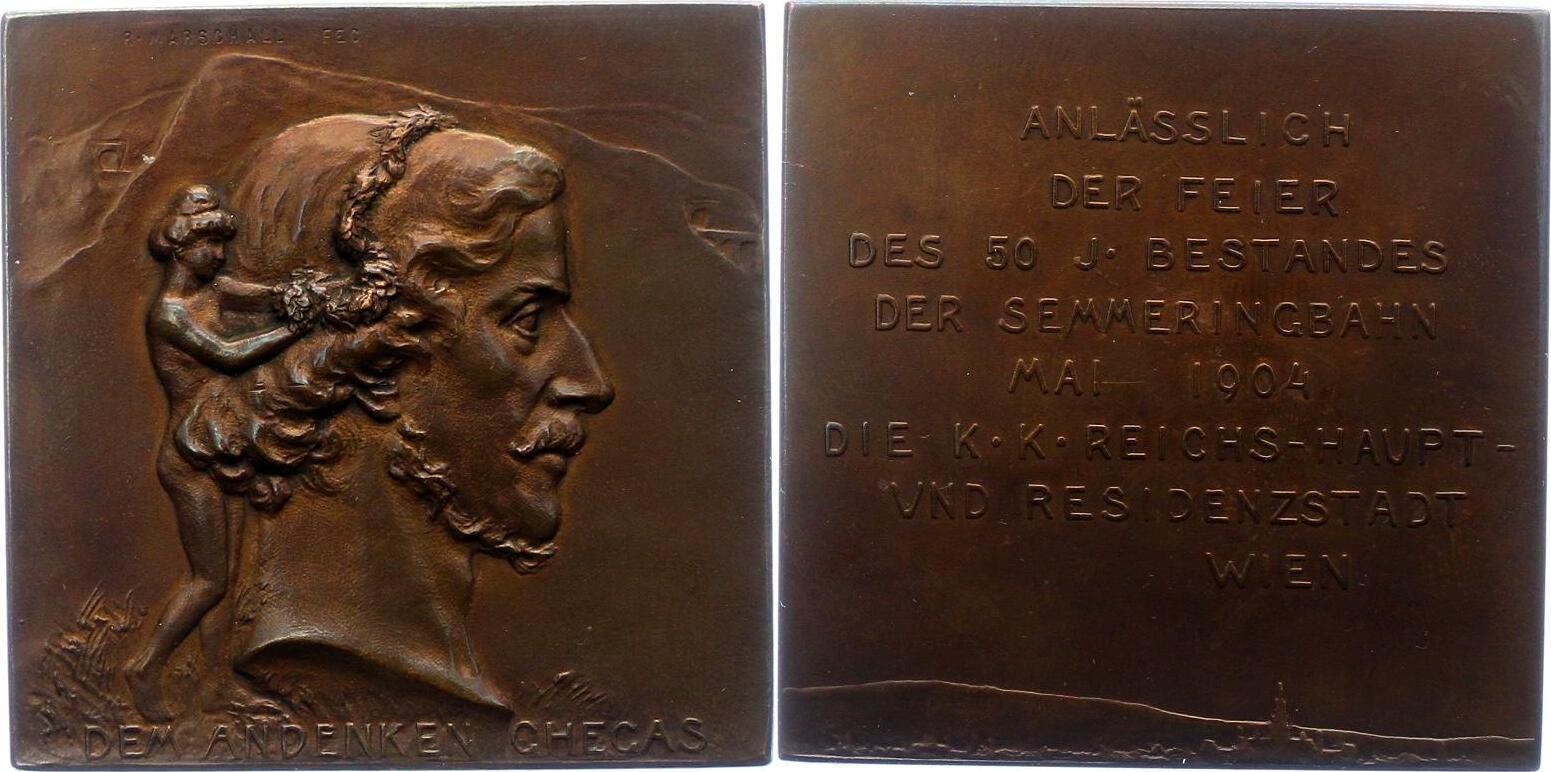 R·MARSCHALL FEC
DEM ANDENKEN GHEGAS
ANLÄSSLICH
DER FEIER
DES 50 J· BESTANDES
DER SEMMERINGBAHN
MAI — 1904
DIE K·K·REICHS-HAUPT-
VND RESIDENZSTADT
WIEN